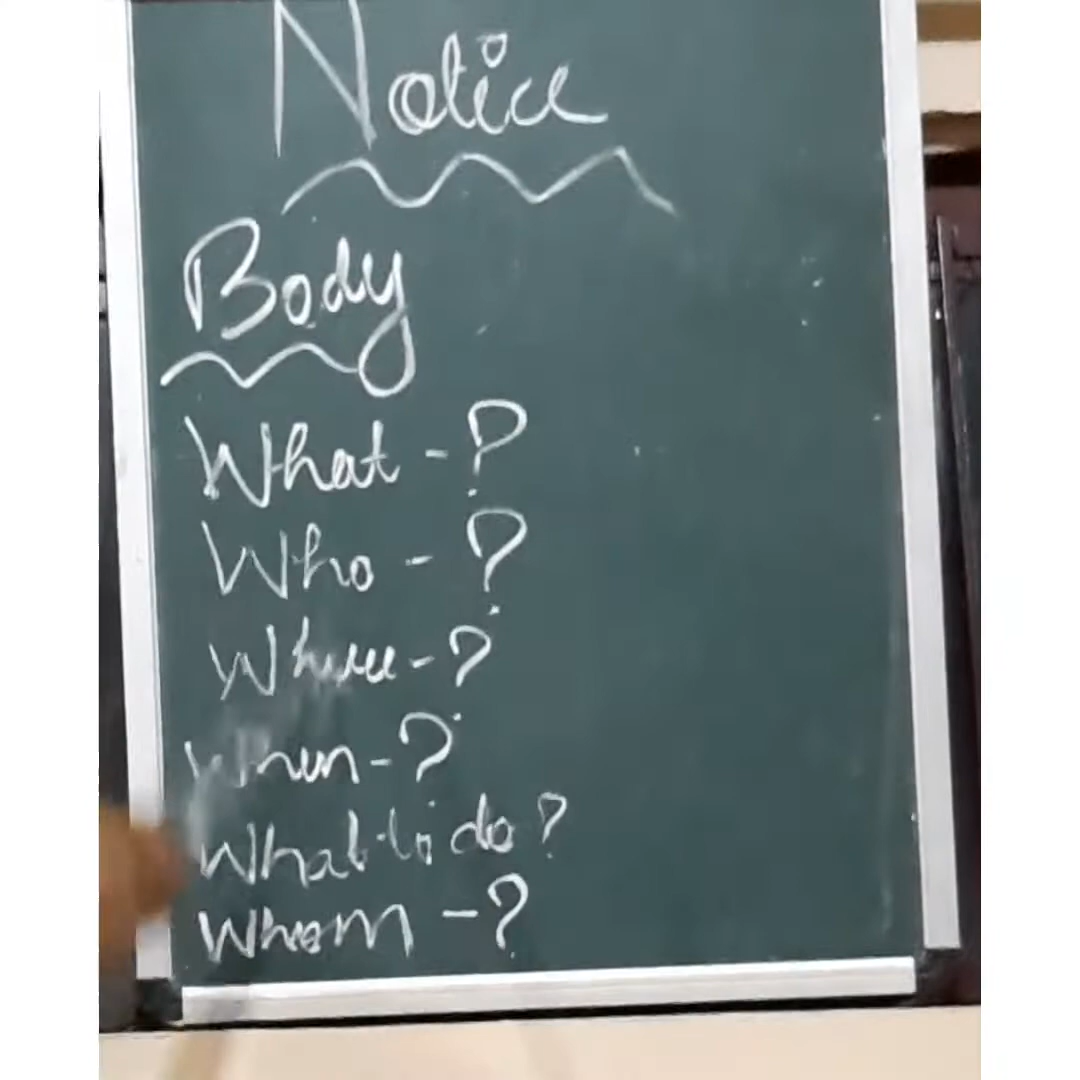 Notice
Body
What - ?
Who - ?
Where - ?
When - ?
What to do ?
Whom - ?